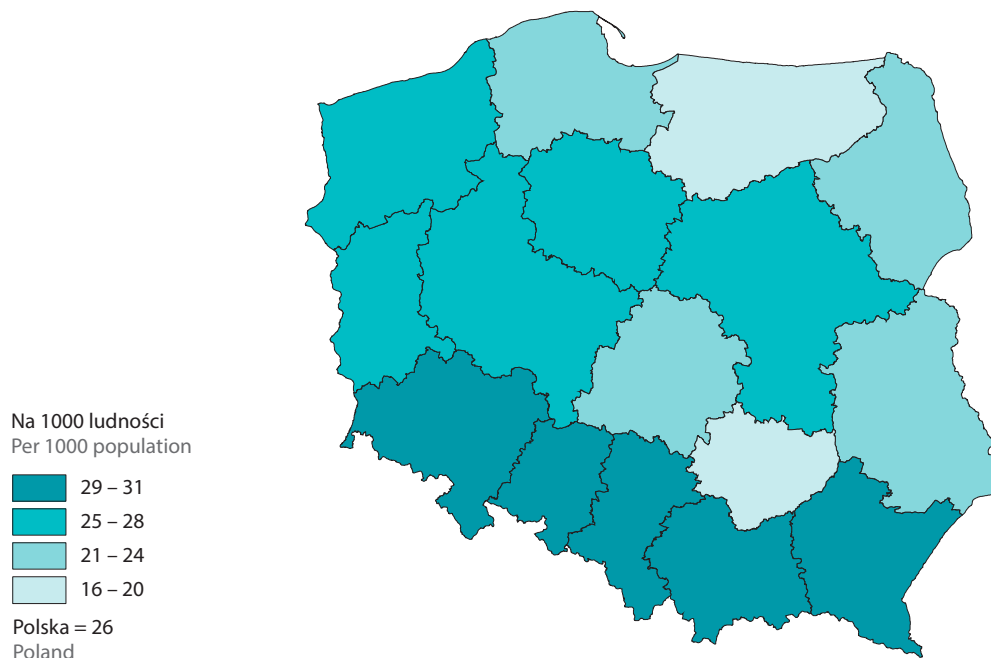 Na 1000 ludności
Per 1000 population
29 – 31
25 – 28
21 – 24
16 – 20
Polska = 26
Poland